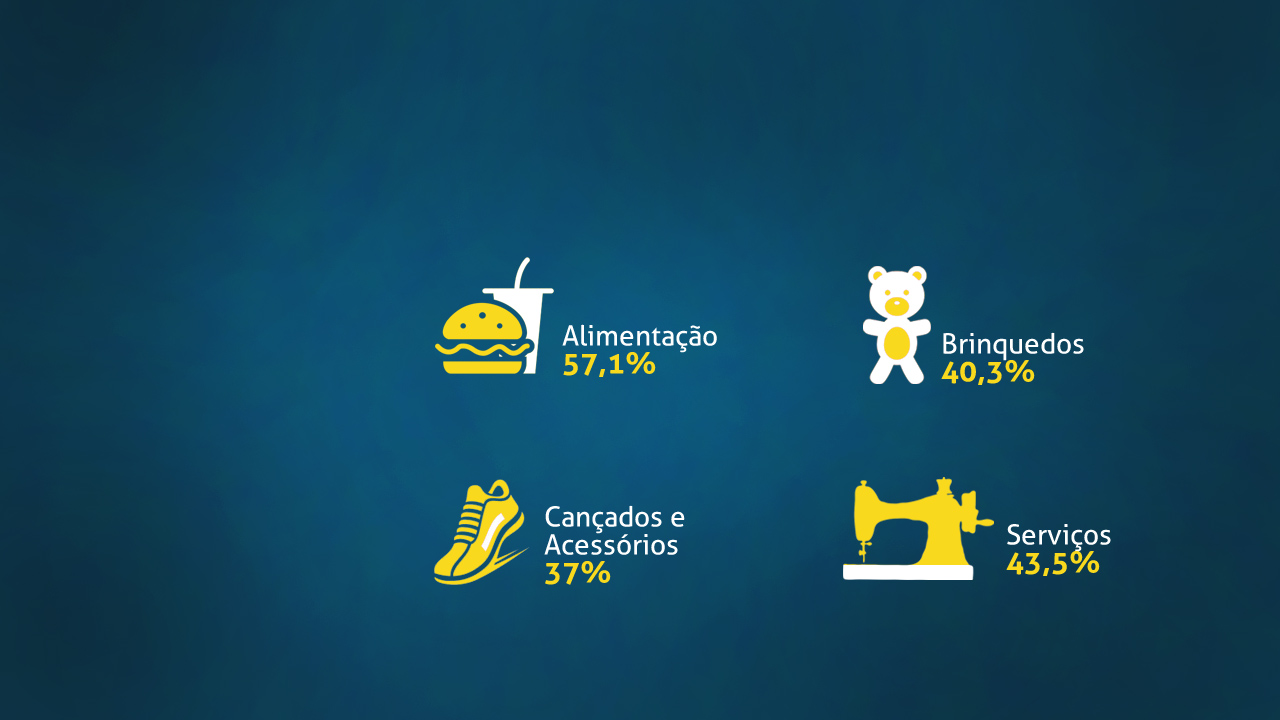 Alimentação
57,1%
Brinquedos
40,3%
Cançados e
Acessórios
37%
Serviços
43,5%